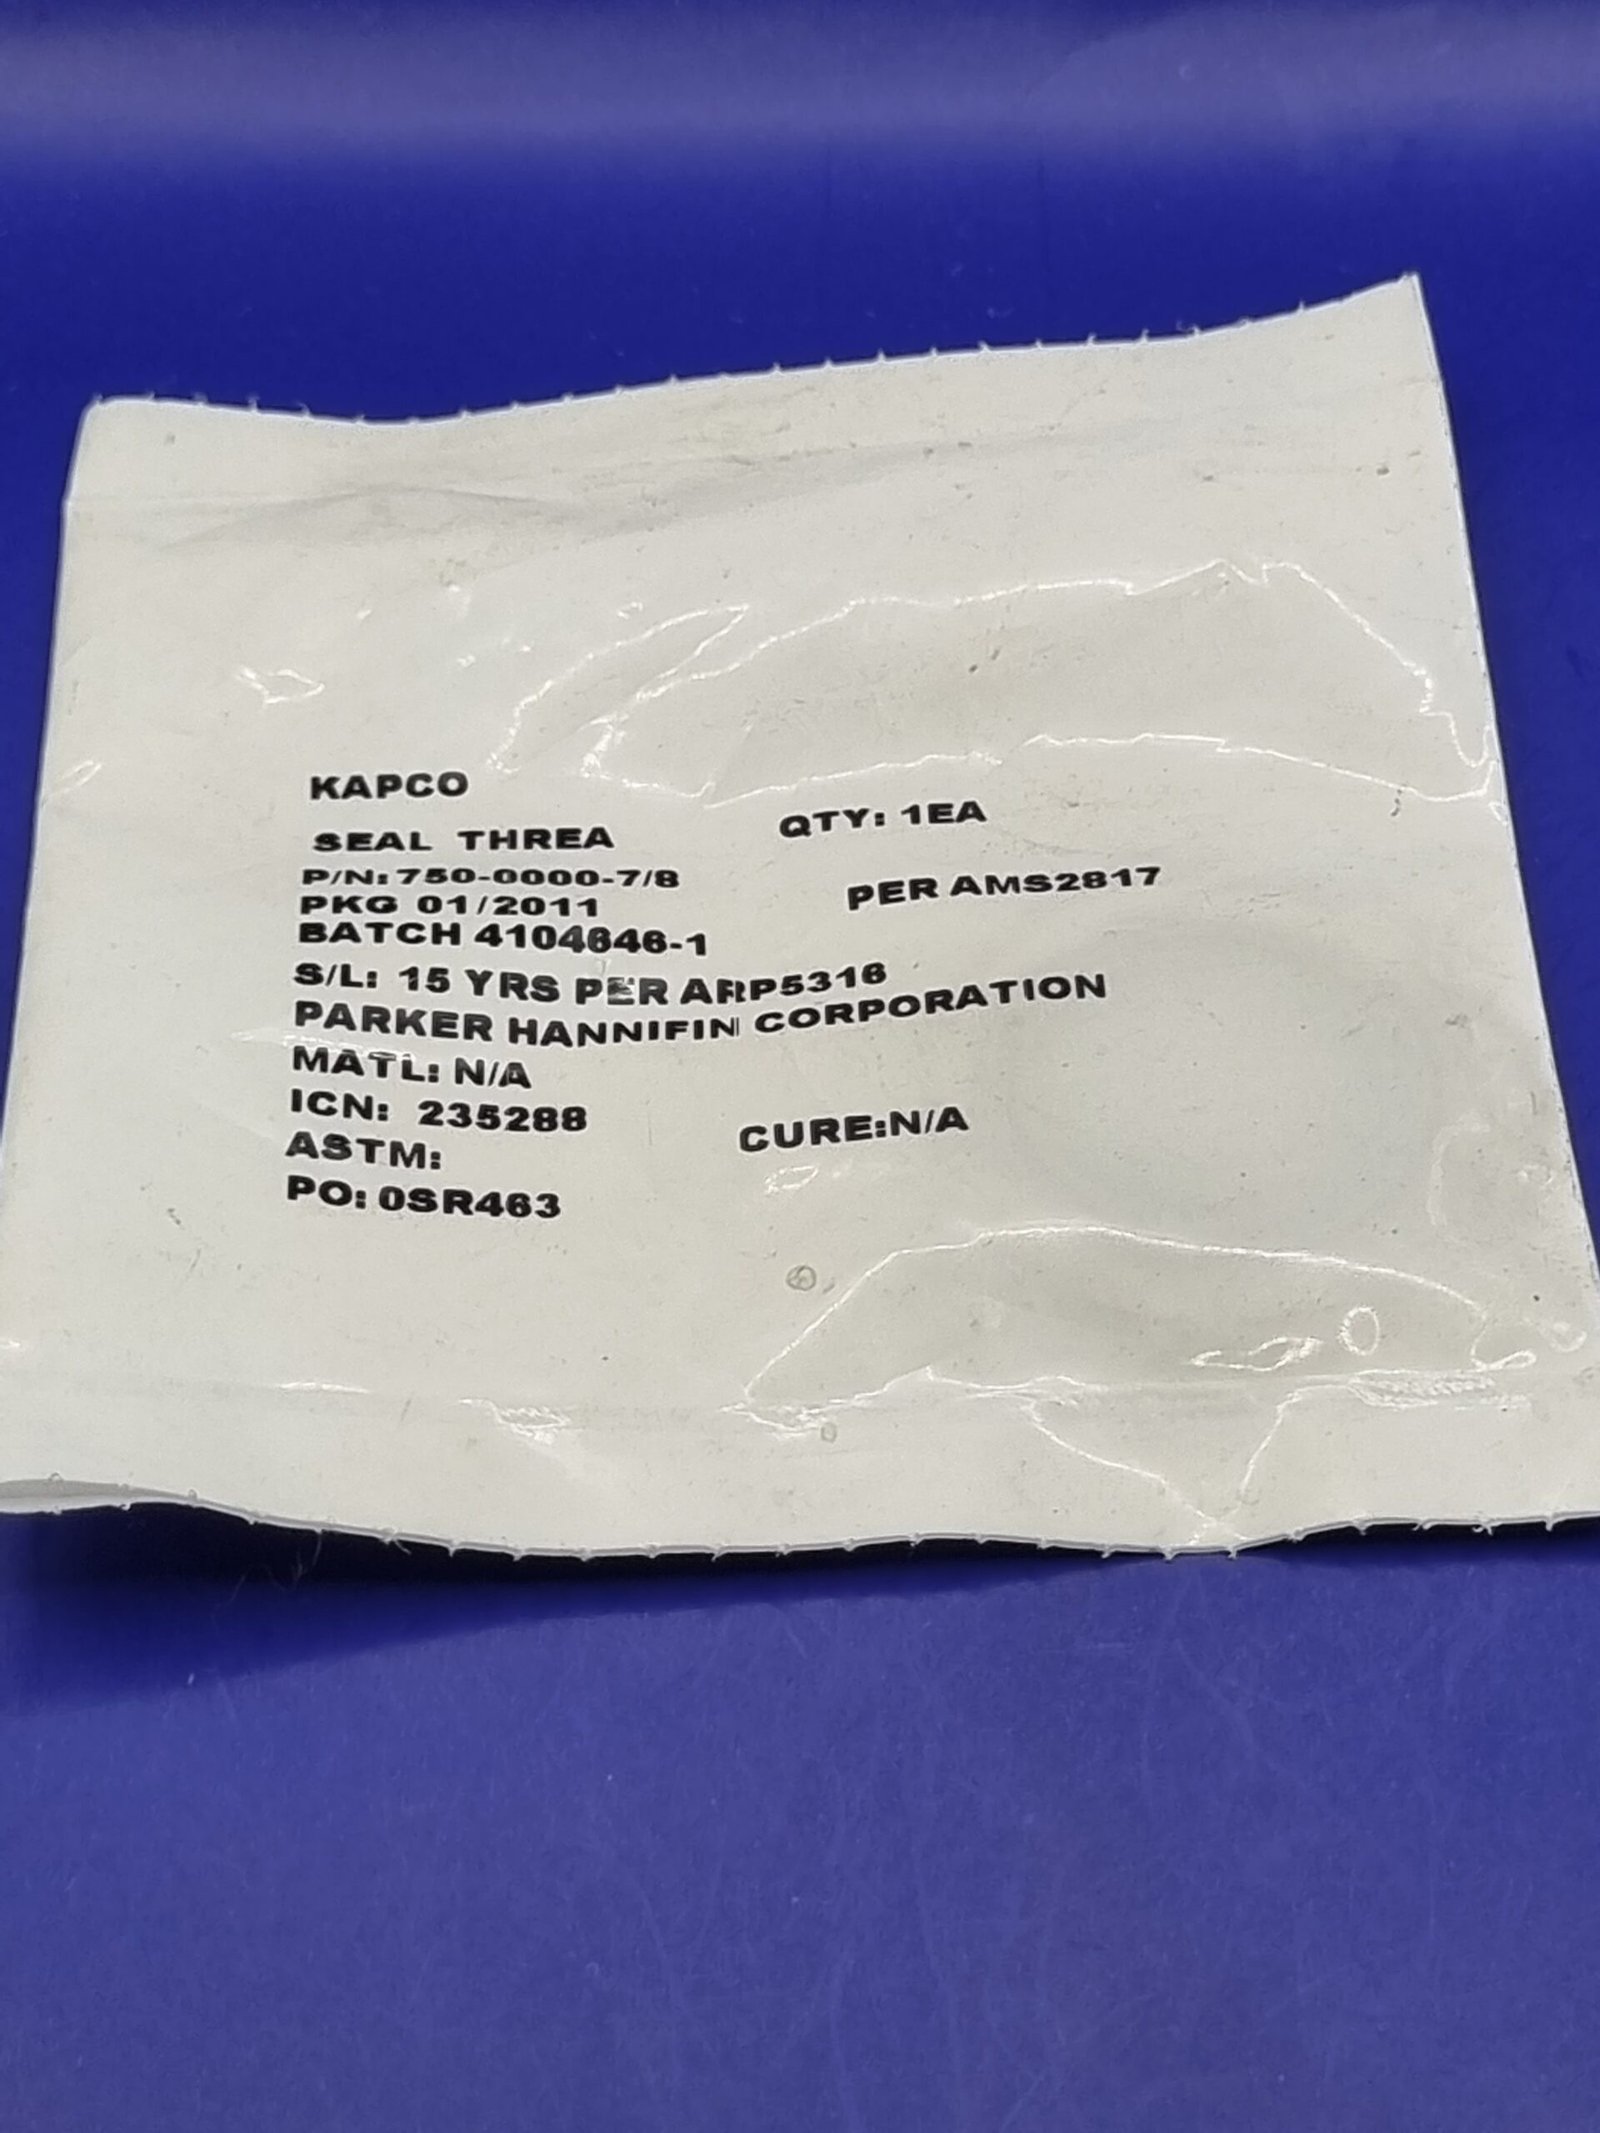 KAPCO
SEAL THREA QTY: 1EA
P/N: 750-0000-7/8
PKG 01/2011 PER AMS2817
BATCH 4104646-1
S/L: 15 YRS PER ARP5316
PARKER HANNIFIN CORPORATION
MATL: N/A
ICN: 235288
ASTM: CURE:N/A
PO: 0SR463